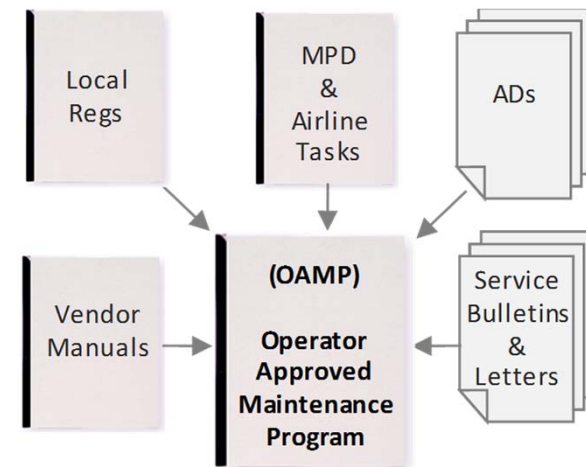 Local
Regs
MPD
&
Airline
Tasks
ADs
Vendor
Manuals
(OAMP)
Operator
Approved
Maintenance
Program
Service
Bulletins
&
Letters